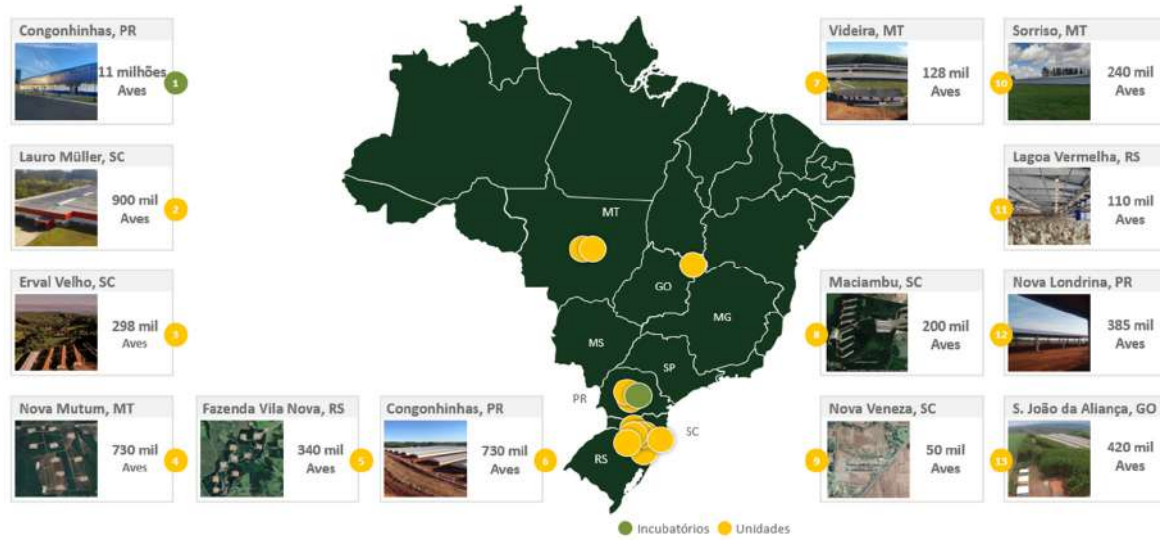 Congonhinhas, PR
11 milhões
Aves
1
Lauro Müller, SC
900 mil
Aves
2
Erval Velho, SC
298 mil
Aves
3
Nova Mutum, MT
730 mil
Aves
4
Fazenda Vila Nova, RS
340 mil
Aves
5
Congonhinhas, PR
730 mil
Aves
6
MT
GO
MG
MS
SP
PR
SC
RS
Incubatórios
Unidades
Videira, MT
128 mil
Aves
7
Maciambu, SC
200 mil
Aves
8
Nova Veneza, SC
50 mil
Aves
9
Sorriso, MT
240 mil
Aves
10
Lagoa Vermelha, RS
110 mil
Aves
11
Nova Londrina, PR
385 mil
Aves
12
S. João da Aliança, GO
420 mil
Aves
13